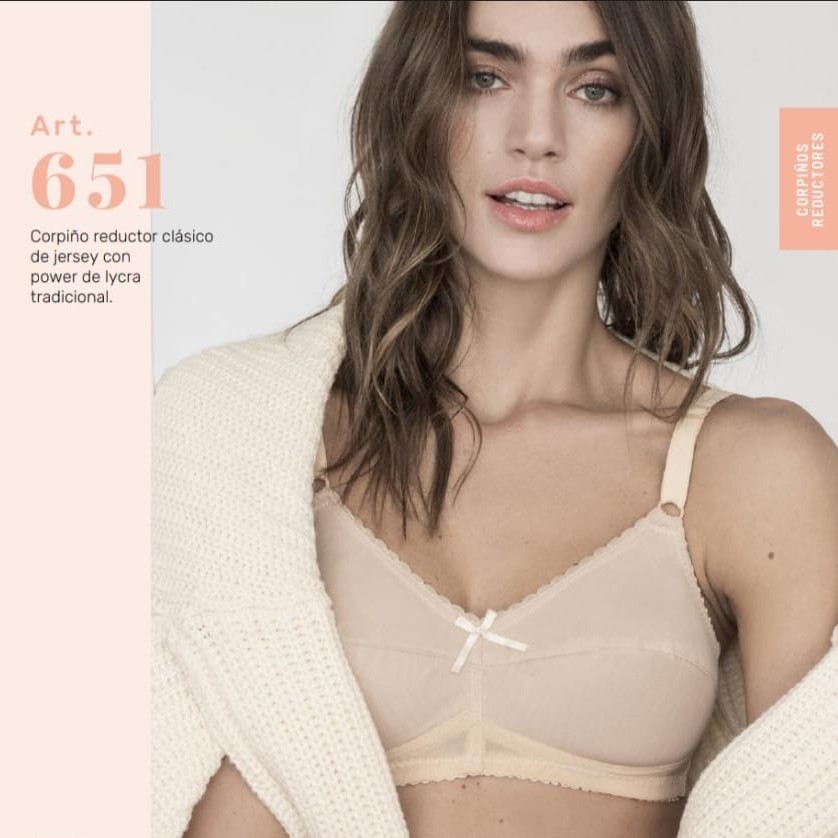 Art.
651
Corpiño reductor clásico
de jersey con
power de lycra
tradicional.
CORPIÑOS
REDUCTORES